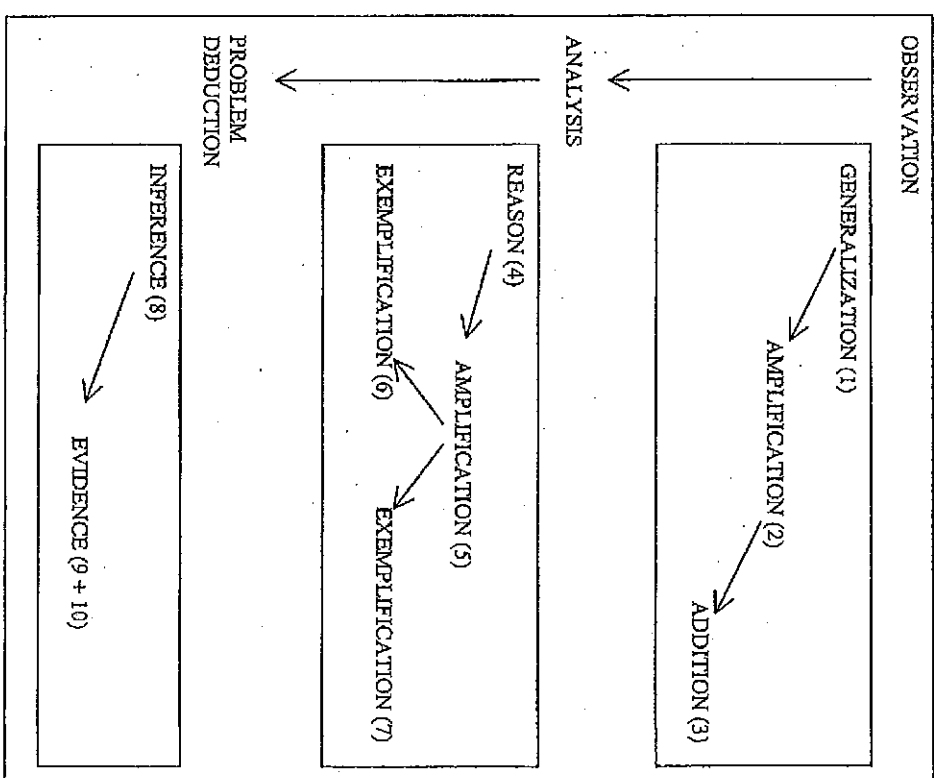 OBSERVATION
GENERALIZATION (1)
AMPLIFICATION (2)
ADDITION (3)
ANALYSIS
REASON (4)
AMPLIFICATION (5)
EXEMPLIFICATION (6)
EXEMPLIFICATION (7)
PROBLEM
DEDUCTION
INFERENCE (8)
EVIDENCE (9 + 10)